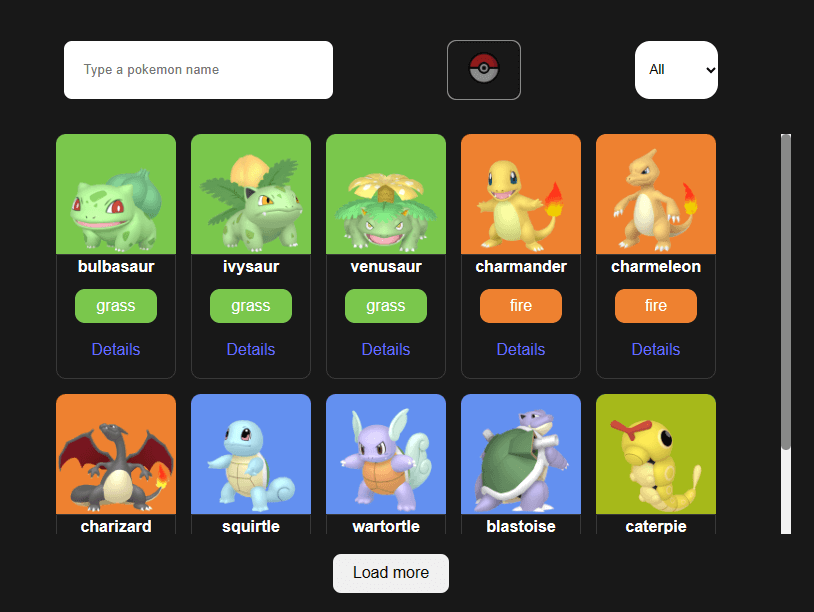 Type a pokemon name
All
bulbasaur ivysaur venusaur charmander charmeleon
grass grass grass fire fire
Details Details Details Details Details
charizard squirtle wartortle blastoise caterpie
Load more